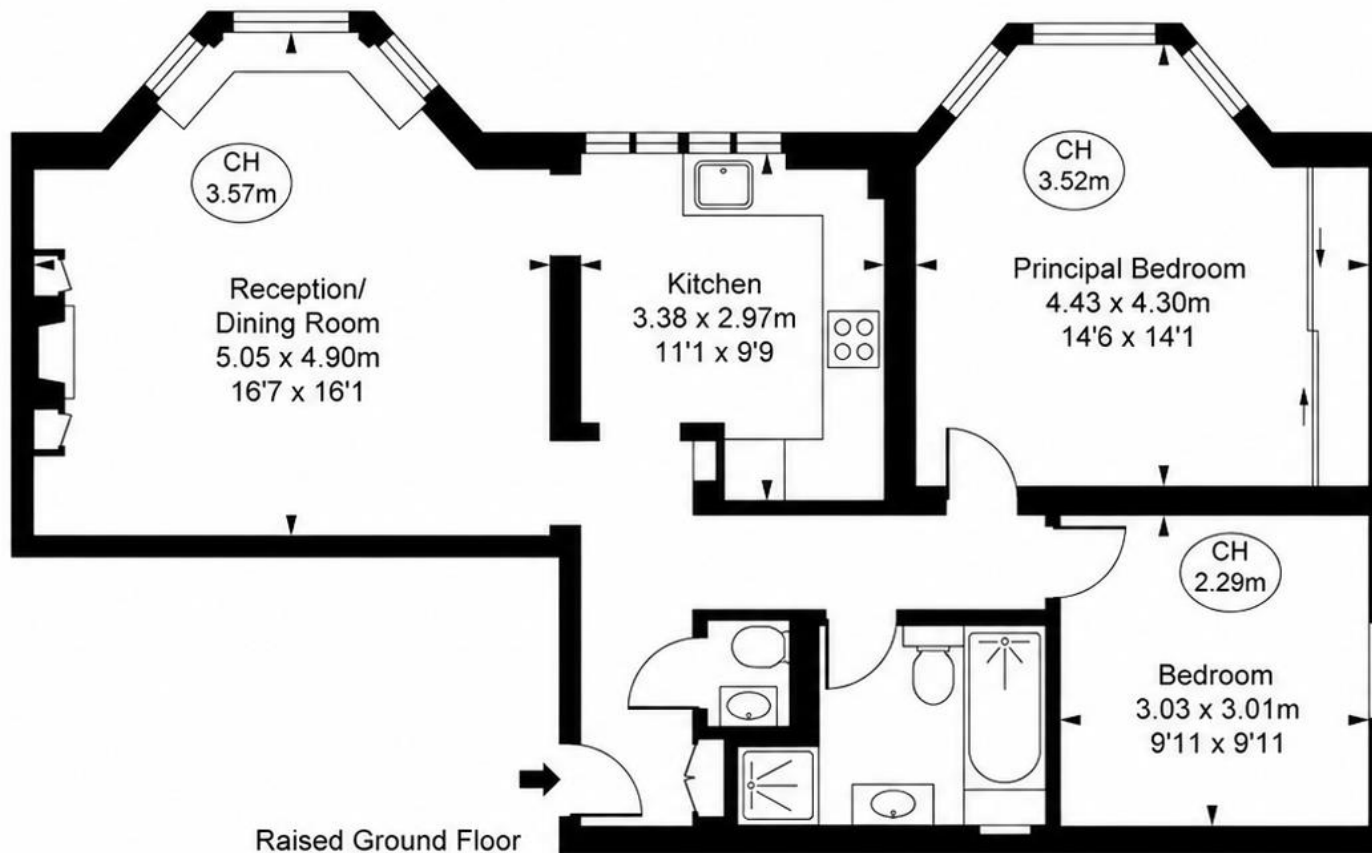 CH
3.57m
Reception/
Dining Room
5.05 x 4.90m
16'7 x 16'1
Kitchen
3.38 x 2.97m
11'1 x 9'9
CH
3.52m
Principal Bedroom
4.43 x 4.30m
14'6 x 14'1
CH
2.29m
Bedroom
3.03 x 3.01m
9'11 x 9'11
Raised Ground Floor